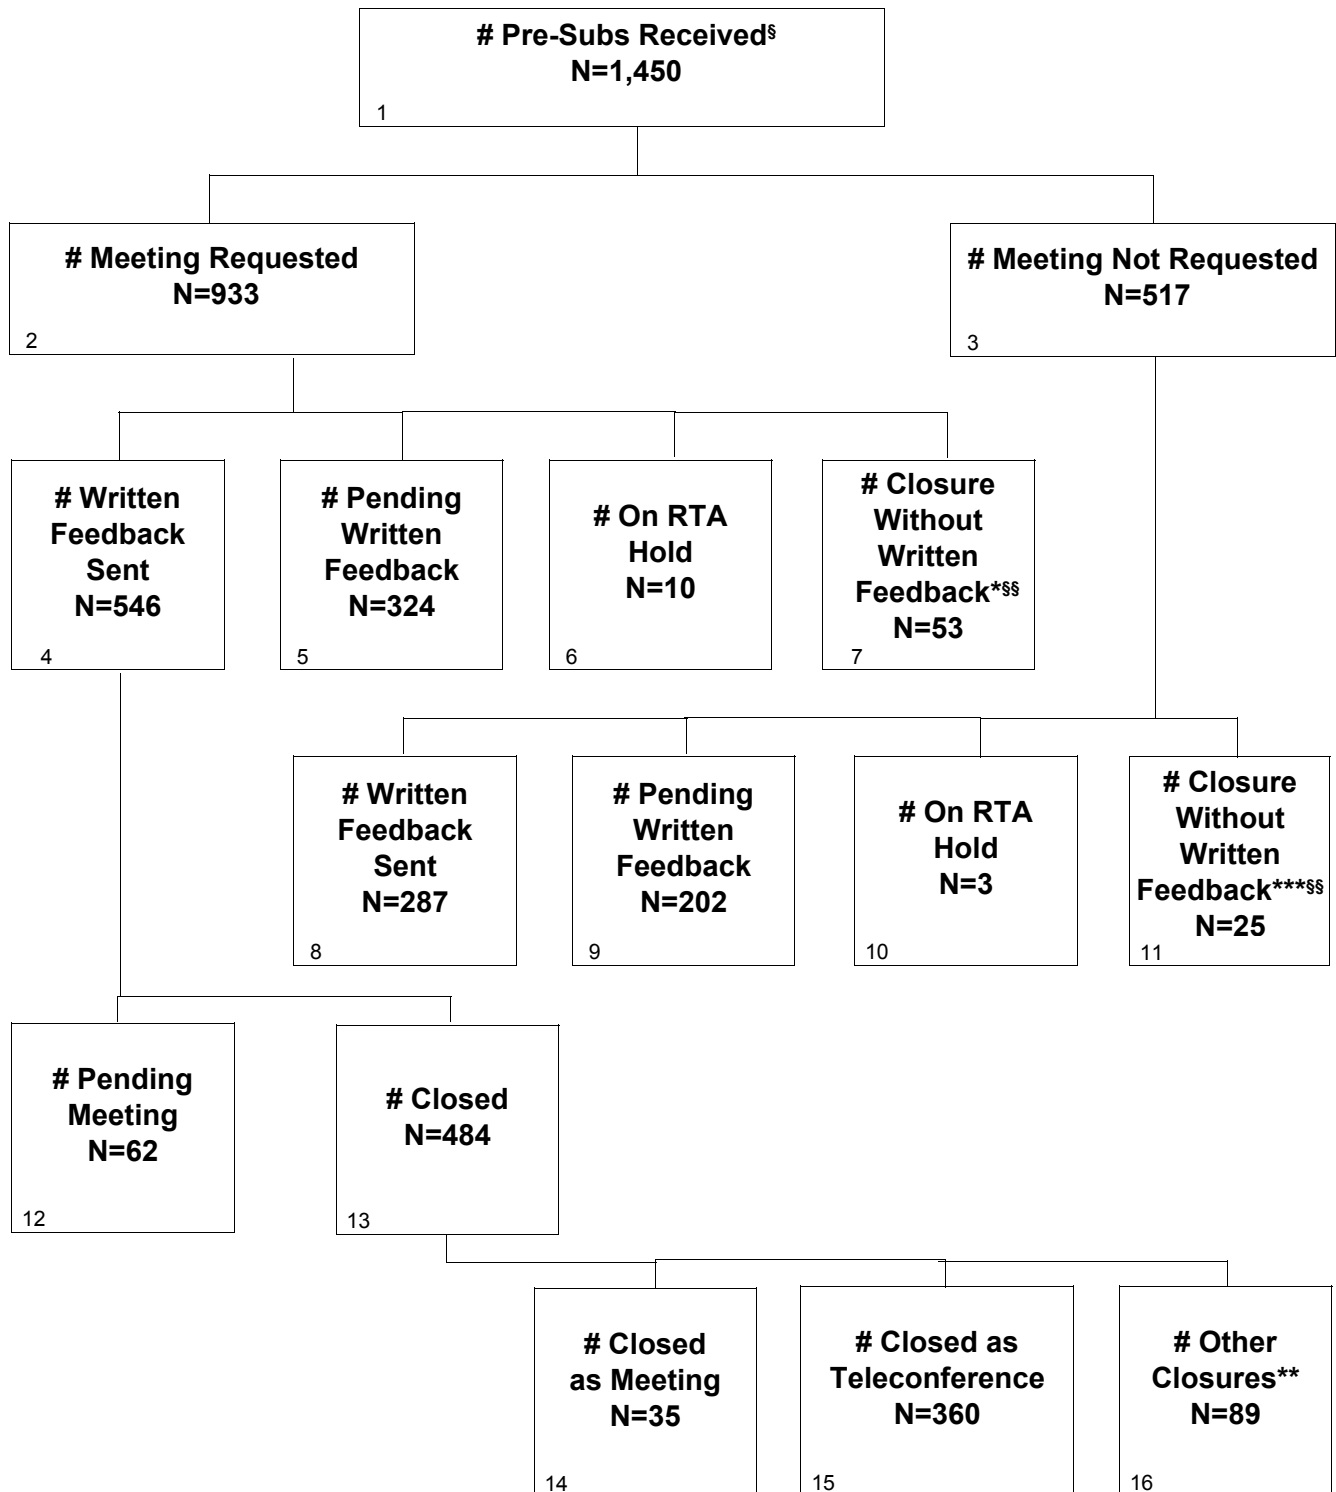 # Pre-Subs Received§
N=1,450
1
# Meeting Requested
N=933
2
# Meeting Not Requested
N=517
3
# Written
Feedback
Sent
N=546
4
# Pending
Written
Feedback
N=324
5
# On RTA
Hold
N=10
6
# Closure
Without
Written
Feedback*§§
N=53
7
# Written
Feedback
Sent
N=287
8
# Pending
Written
Feedback
N=202
9
# On RTA
Hold
N=3
10
# Closure
Without
Written
Feedback***§§
N=25
11
# Pending
Meeting
N=62
12
# Closed
N=484
13
# Closed
as Meeting
N=35
14
# Closed as
Teleconference
N=360
15
# Other
Closures**
N=89
16